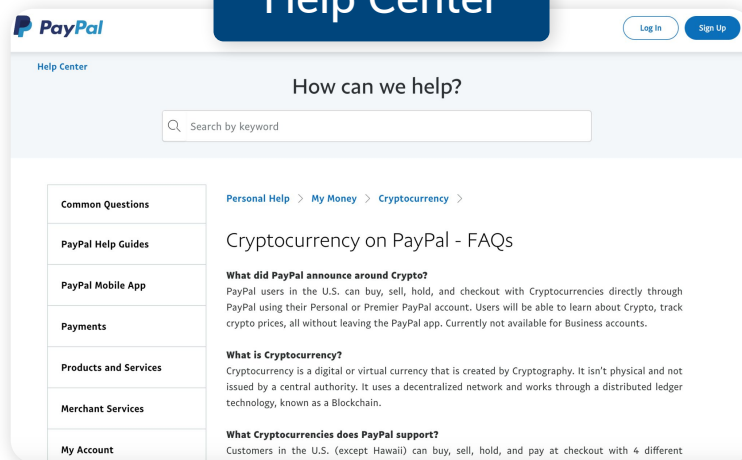 Help Center
PayPal
Log In
Sign Up
Help Center
How can we help?
Search by keyword
Common Questions
PayPal Help Guides
PayPal Mobile App
Payments
Products and Services
Merchant Services
My Account
Personal Help > My Money > Cryptocurrency >
Cryptocurrency on PayPal - FAQs
What did PayPal announce around Crypto?
PayPal users in the U.S. can buy, sell, hold, and checkout with Cryptocurrencies directly through
PayPal using their Personal or Premier PayPal account. Users will be able to learn about Crypto, track
crypto prices, all without leaving the PayPal app. Currently not available for Business accounts.
What is Cryptocurrency?
Cryptocurrency is a digital or virtual currency that is created by Cryptography. It isn't physical and not
issued by a central authority. It uses a decentralized network and works through a distributed ledger
technology, known as a Blockchain.
What Cryptocurrencies does PayPal support?
Customers in the U.S. (except Hawaii) can buy, sell, hold, and pay at checkout with 4 different